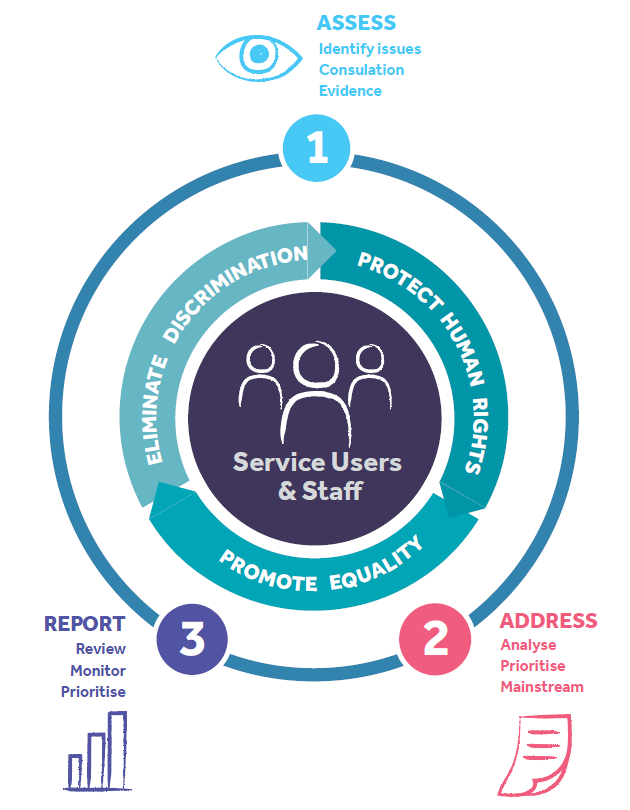 ASSESS
Identify issues
Consulation
Evidence
1
ELIMINATE DISCRIMINATION
PROTECT HUMAN RIGHTS
Service Users
& Staff
PROMOTE EQUALITY
2
ADDRESS
Analyse
Prioritise
Mainstream
3
REPORT
Review
Monitor
Prioritise